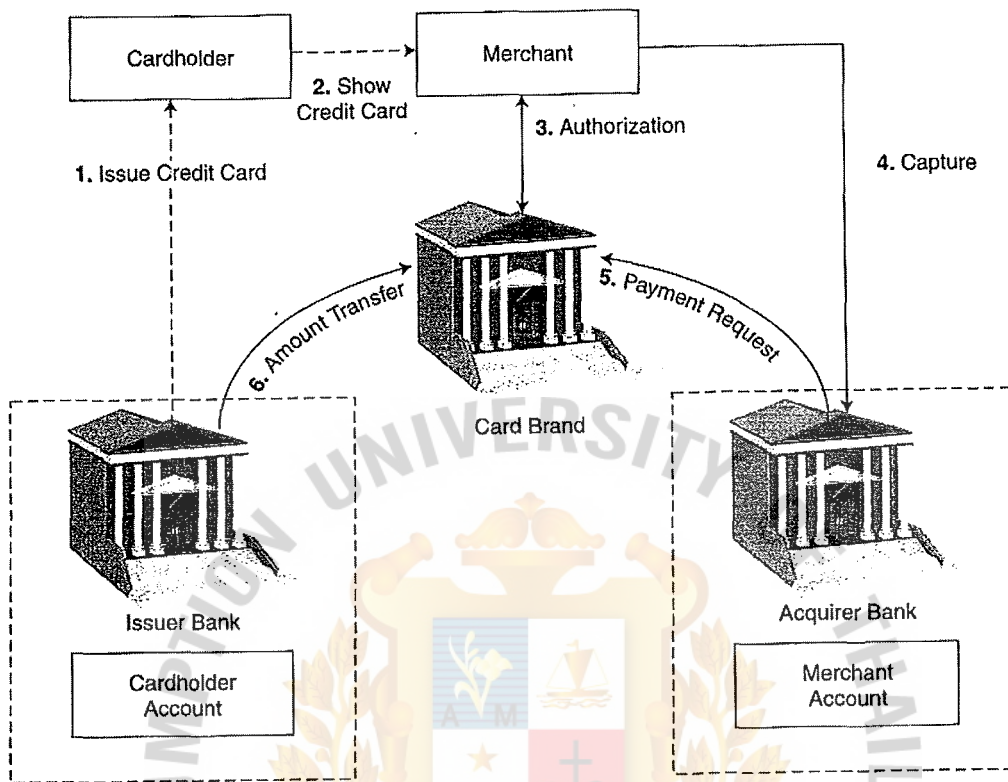 Cardholder
Merchant
2. Show
Credit Card
3. Authorization
1. Issue Credit Card
4. Capture
6. Amount Transfer
5. Payment Request
Card Brand
UNIVERSITY
Issuer Bank
Acquirer Bank
Cardholder
Account
Merchant
Account
A M